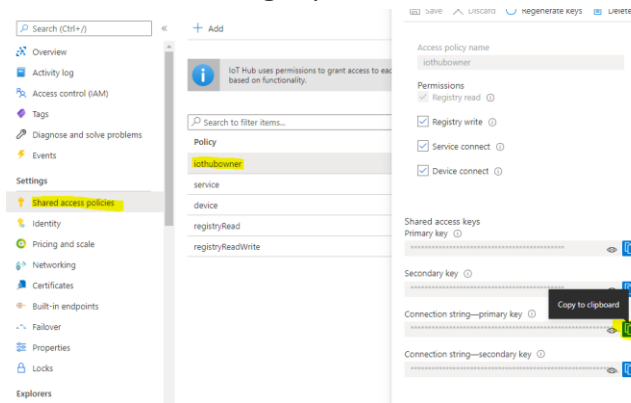 Search (Ctrl+/)
Overview
Activity log
Access control (IAM)
Tags
Diagnose and solve problems
Events
Settings
Shared access policies
Identity
Pricing and scale
Networking
Certificates
Built-in endpoints
Failover
Properties
Locks
Explorers
Add
IoT Hub uses permissions to grant access to eac
based on functionality.
Search to filter items...
Policy
iothubowner
service
device
registryRead
registryReadWrite
Save Discard Regenerate keys Delete
Access policy name
iothubowner
Permissions
Registry read
Registry write
Service connect
Device connect
Shared access keys
Primary key
Secondary key
Copy to clipboard
Connection string—primary key
Connection string—secondary key